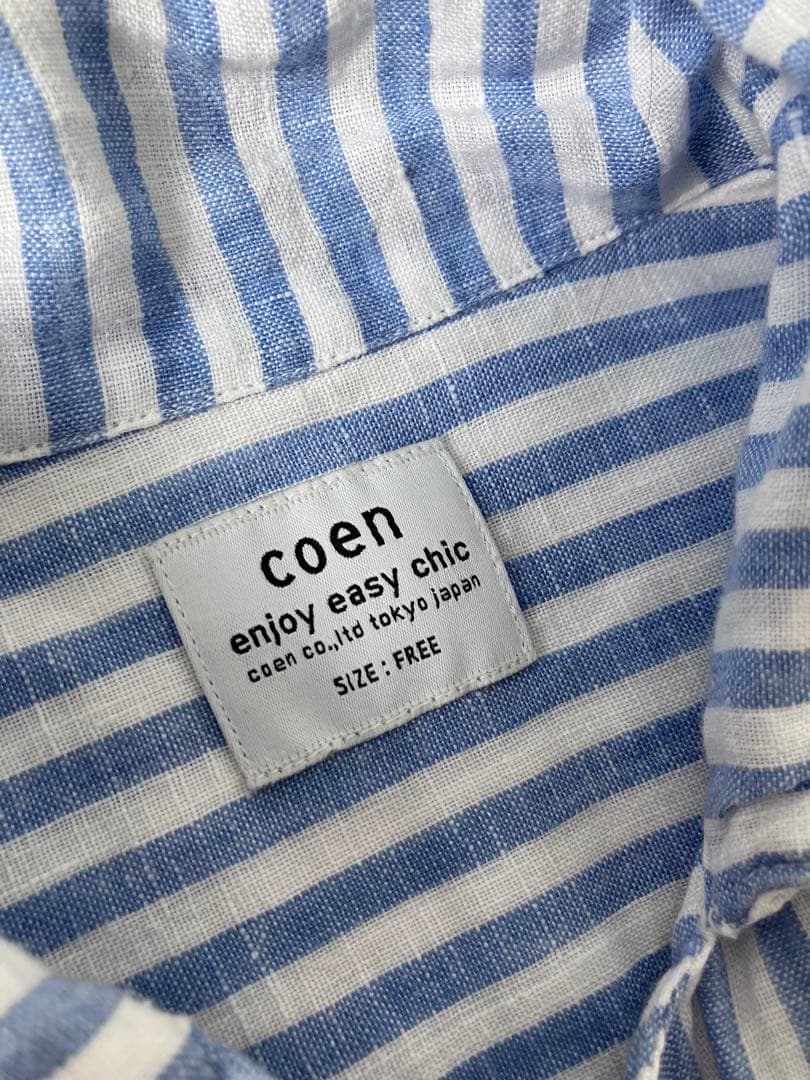 coen
enjoy easy chic
coen co.,ltd tokyo japan
SIZE : FREE